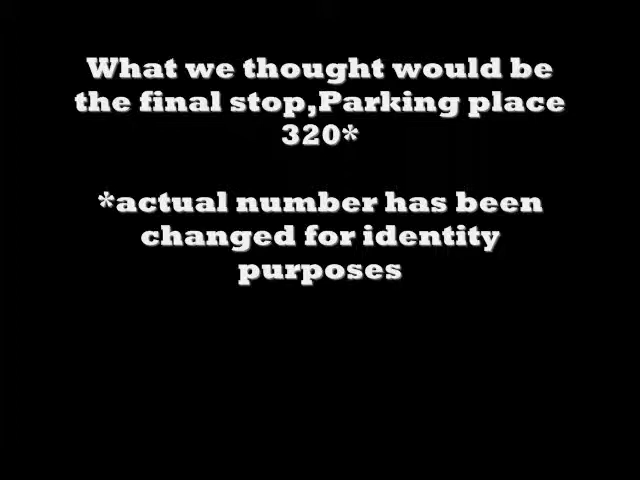 What we thought would be
the final stop,Parking place
320*
*actual number has been
changed for identity
purposes